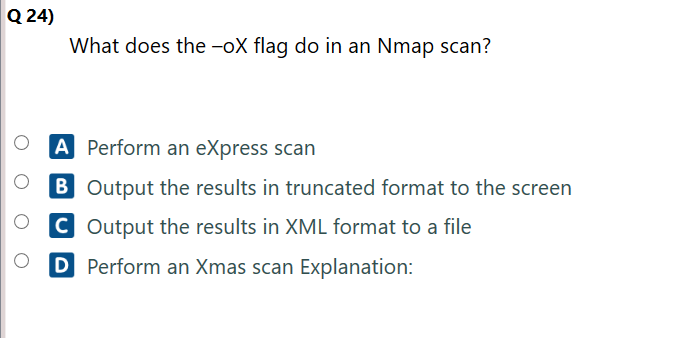 Q 24)
What does the –oX flag do in an Nmap scan?
A Perform an eXpress scan
B Output the results in truncated format to the screen
C Output the results in XML format to a file
D Perform an Xmas scan Explanation: